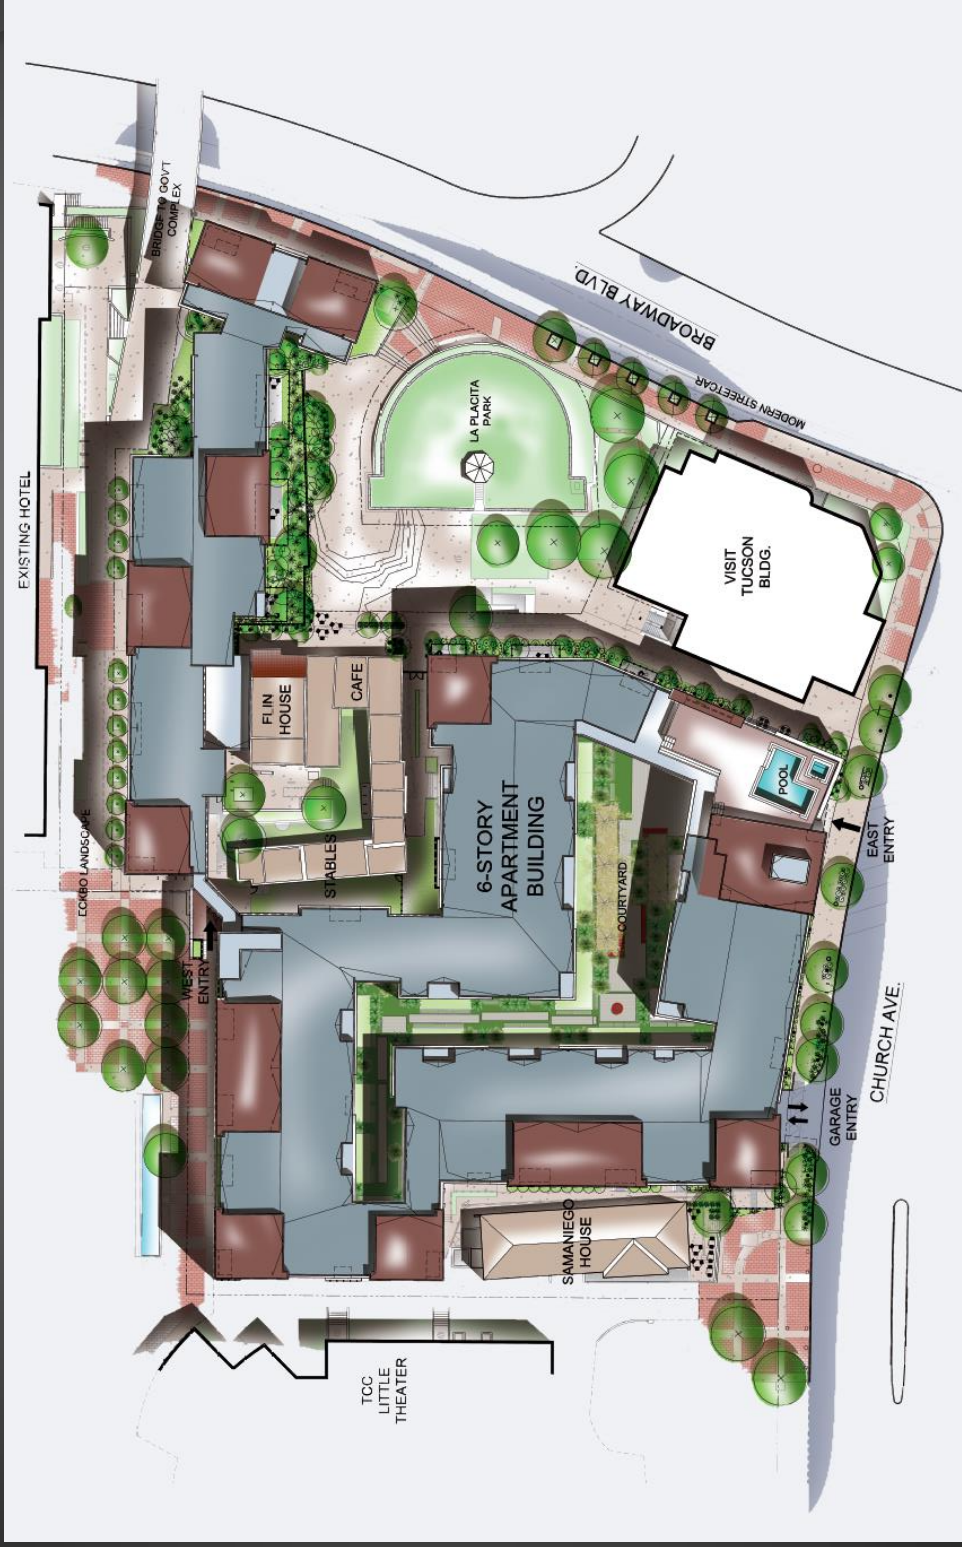 BRIDGE TO GOV'T
COMPLEX
BROADWAY BLVD.
MODERN STREETCAR
LA PLACITA
PARK
EXISTING HOTEL
VISIT
TUCSON
BLDG.
FLIN
HOUSE
CAFE
POOL
6-STORY
APARTMENT
BUILDING
STABLES
EAST
ENTRY
ECKBO LANDSCAPE
COURTYARD
WEST
ENTRY
CHURCH AVE.
GARAGE
ENTRY
SAMANIEGO
HOUSE
TCC
LITTLE
THEATER